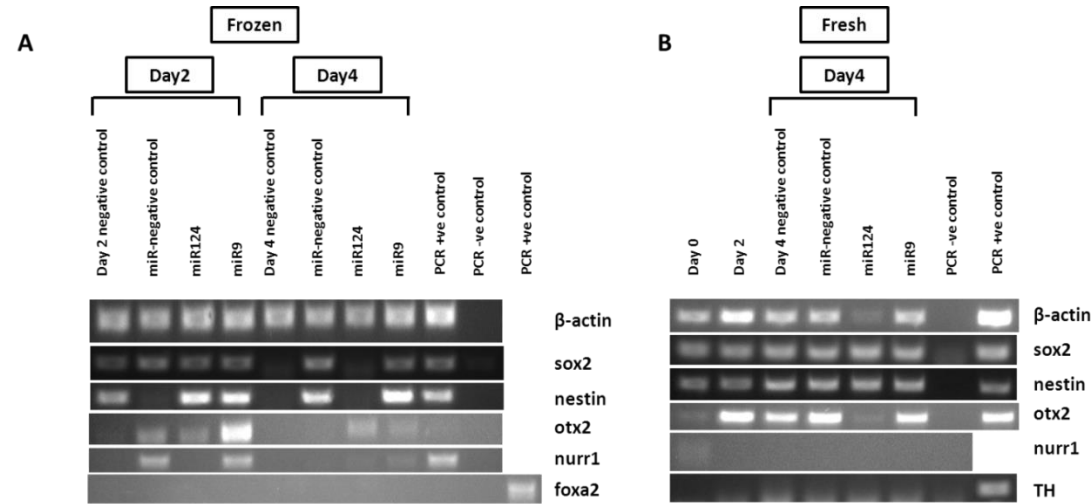 A
Frozen
Day2
Day4
Day 2 negative control
miR-negative control
miR124
miR9
Day 4 negative control
miR-negative control
miR124
miR9
PCR +ve control
PCR -ve control
PCR +ve control
β-actin
sox2
nestin
otx2
nurr1
foxa2
B
Fresh
Day4
Day 0
Day 2
Day4 negative control
miR-negative control
miR124
miR9
PCR -ve control
PCR +ve control
β-actin
sox2
nestin
otx2
nurr1
TH